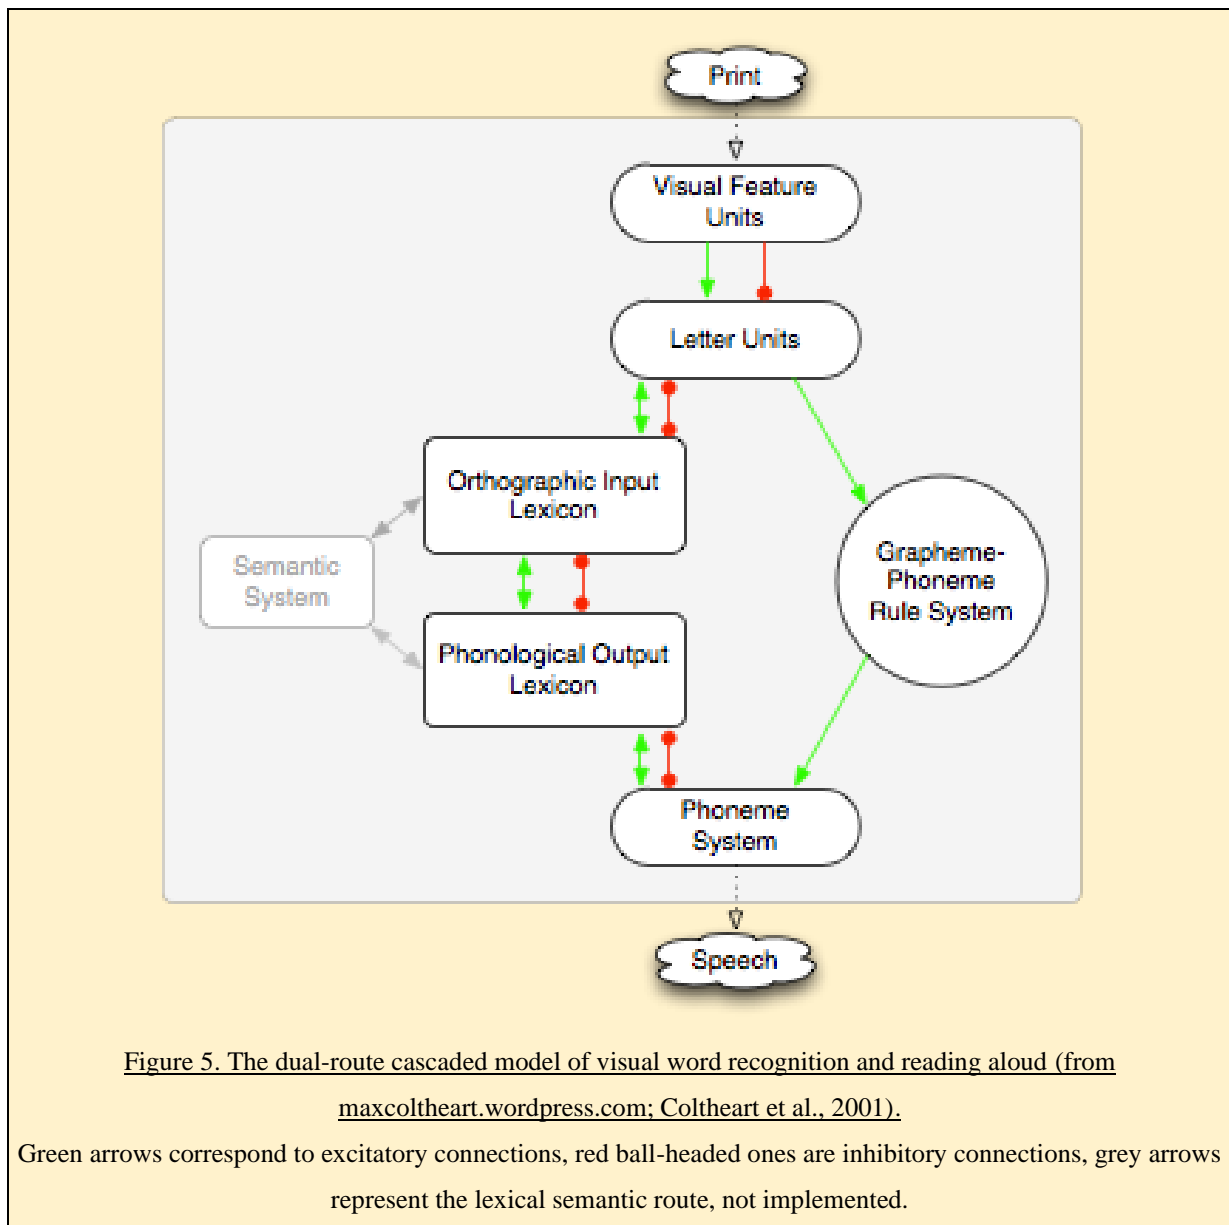 Print
Visual Feature
Units
Letter Units
Orthographic Input
Lexicon
Semantic
System
Grapheme-
Phoneme
Rule System
Phonological Output
Lexicon
Phoneme
System
Speech
Figure 5. The dual-route cascaded model of visual word recognition and reading aloud (from
maxcoltheart.wordpress.com; Coltheart et al., 2001).
Green arrows correspond to excitatory connections, red ball-headed ones are inhibitory connections, grey arrows
represent the lexical semantic route, not implemented.